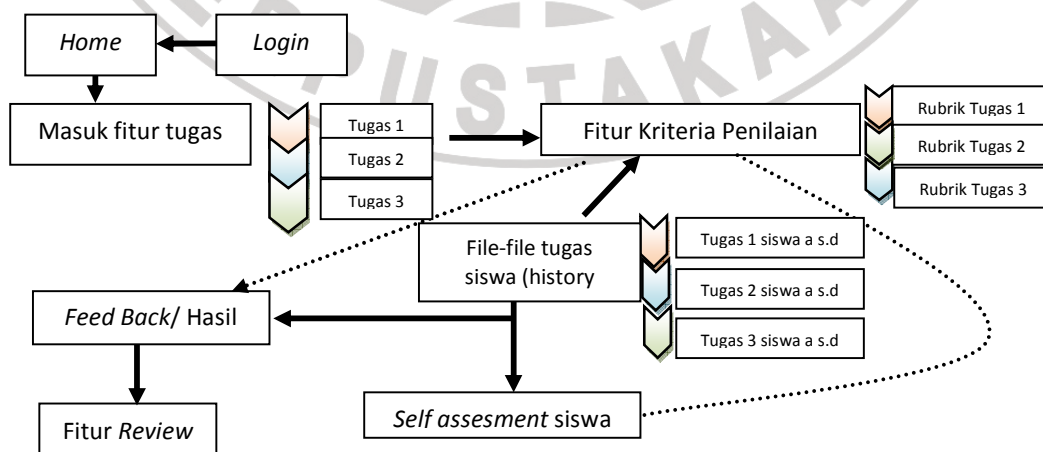 Home
Login
PUSTAKAA
Masuk fitur tugas
Tugas 1
Tugas 2
Tugas 3
Fitur Kriteria Penilaian
Rubrik Tugas 1
Rubrik Tugas 2
Rubrik Tugas 3
File-file tugas
siswa (history
Tugas 1 siswa a s.d
Tugas 2 siswa a s.d
Tugas 3 siswa a s.d
Feed Back/ Hasil
Self assesment siswa
Fitur Review